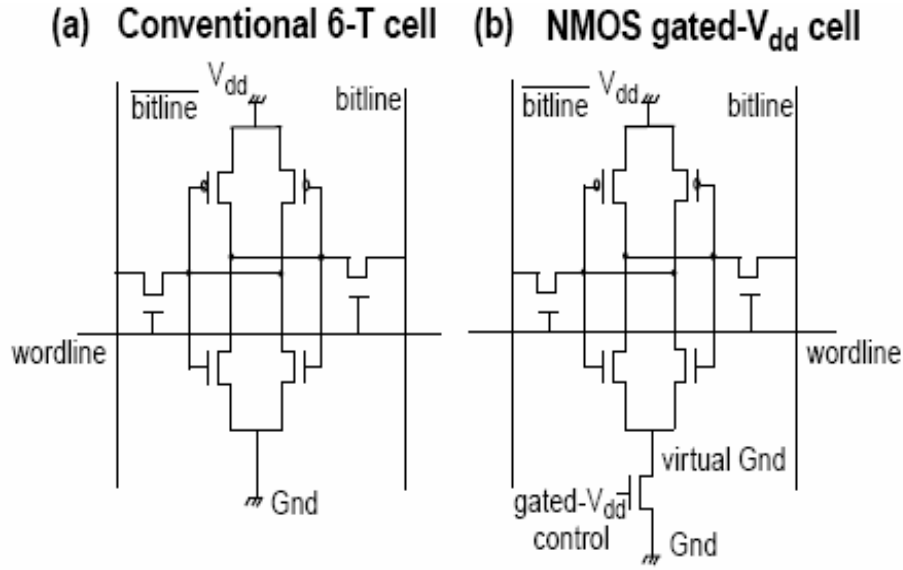 (a) Conventional 6-T cell
(b) NMOS gated-Vdd cell
bitline
Vdd
bitline
wordline
Gnd
bitline
Vdd
bitline
wordline
virtual Gnd
gated-Vdd
control
Gnd